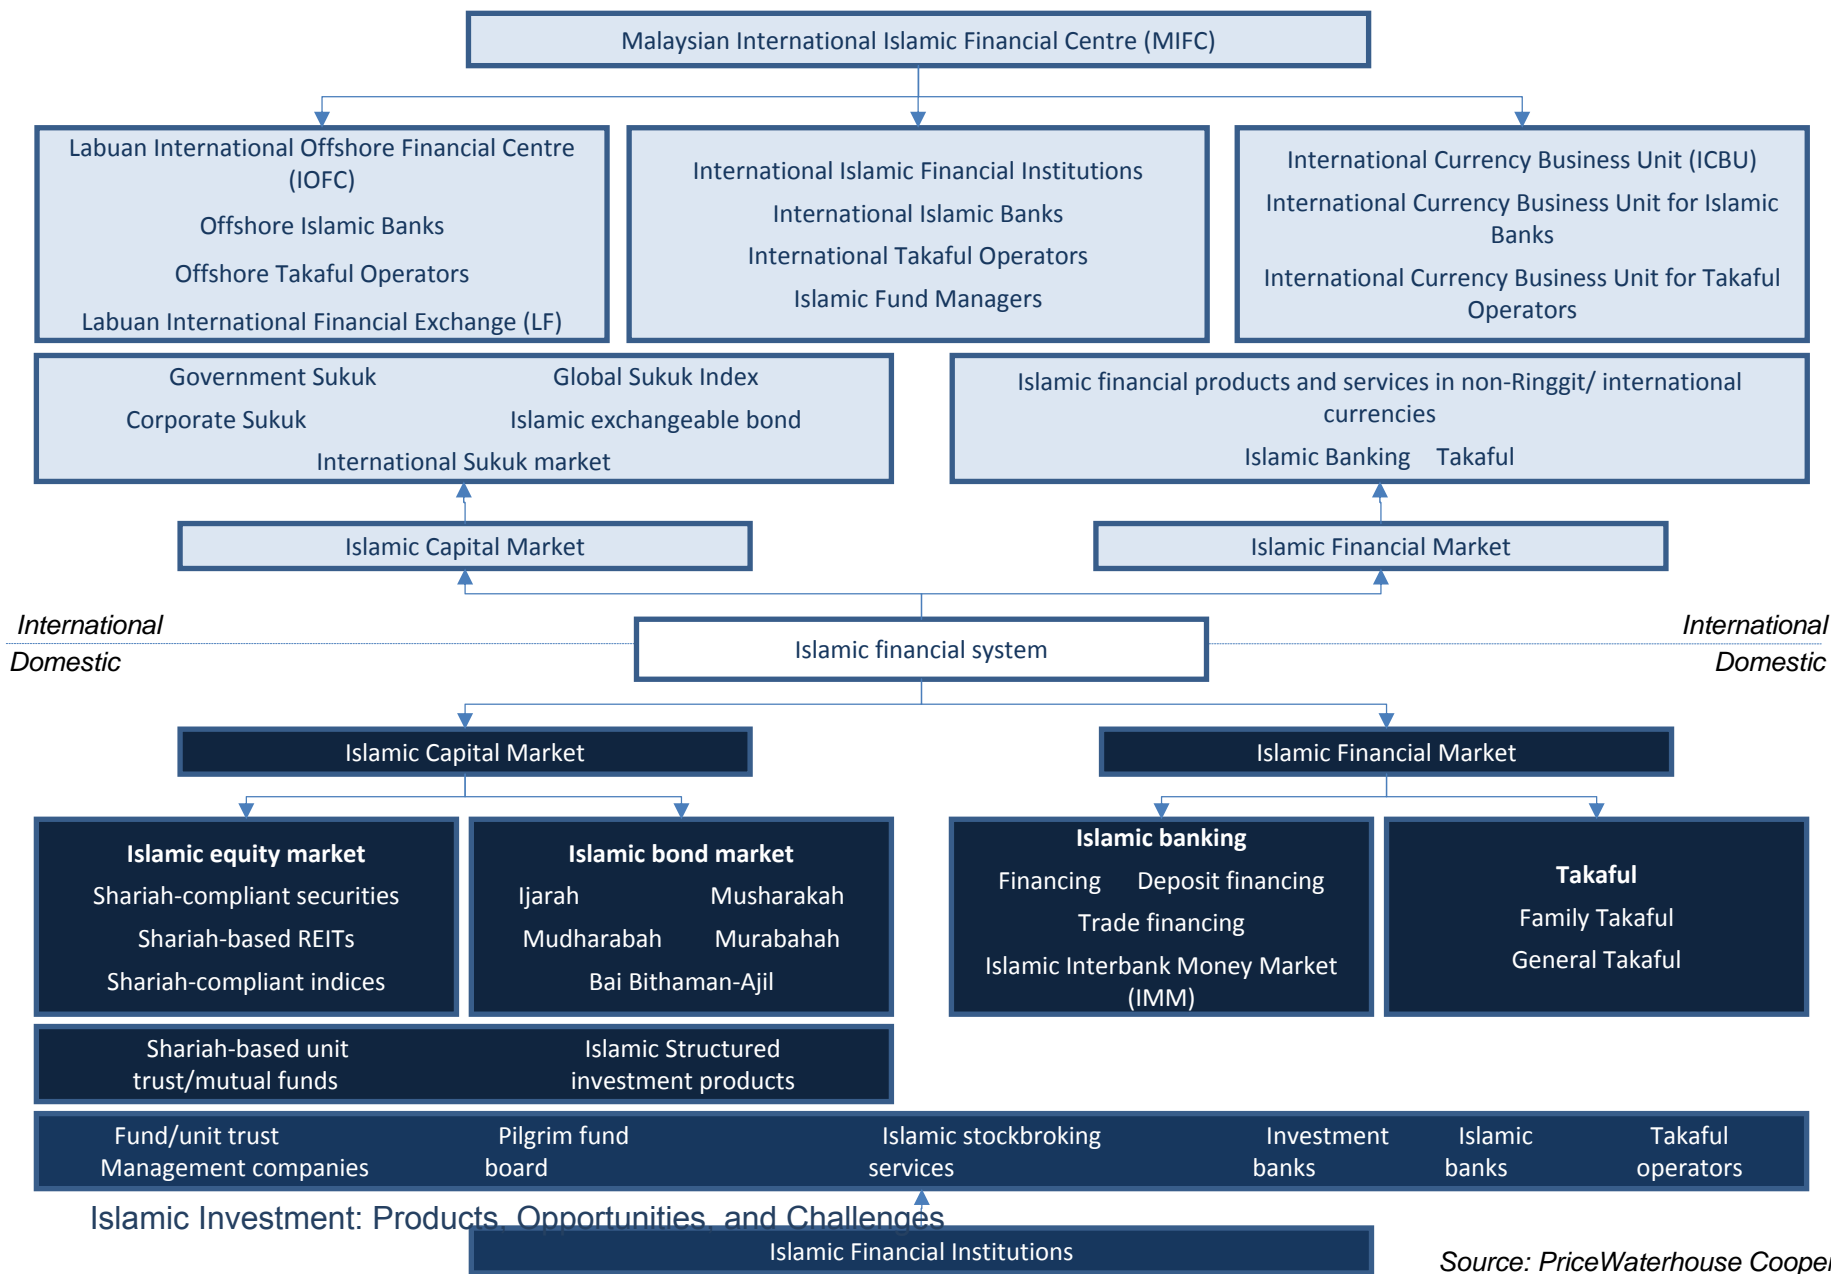 Malaysian International Islamic Financial Centre (MIFC)
Labuan International Offshore Financial Centre
(IOFC)
Offshore Islamic Banks
Offshore Takaful Operators
Labuan International Financial Exchange (LF)
International Islamic Financial Institutions
International Islamic Banks
International Takaful Operators
Islamic Fund Managers
International Currency Business Unit (ICBU)
International Currency Business Unit for Islamic
Banks
International Currency Business Unit for Takaful
Operators
Government Sukuk Global Sukuk Index
Corporate Sukuk Islamic exchangeable bond
International Sukuk market
Islamic financial products and services in non-Ringgit/ international
currencies
Islamic Banking Takaful
Islamic Capital Market
Islamic Financial Market
International
Domestic
Islamic financial system
International
Domestic
Islamic Capital Market
Islamic Financial Market
Islamic equity market
Shariah-compliant securities
Shariah-based REITs
Shariah-compliant indices
Islamic bond market
Ijarah Musharakah
Mudharabah Murabahah
Bai Bithaman-Ajil
Islamic banking
Financing Deposit financing
Trade financing
Islamic Interbank Money Market
(IMM)
Takaful
Family Takaful
General Takaful
Shariah-based unit
trust/mutual funds
Islamic Structured
investment products
Fund/unit trust
Management companies
Pilgrim fund
board
Islamic stockbroking
services
Investment
banks
Islamic
banks
Takaful
operators
Islamic Investment: Products, Opportunities, and Challenges
Islamic Financial Institutions
Source: PriceWaterhouse Cooper